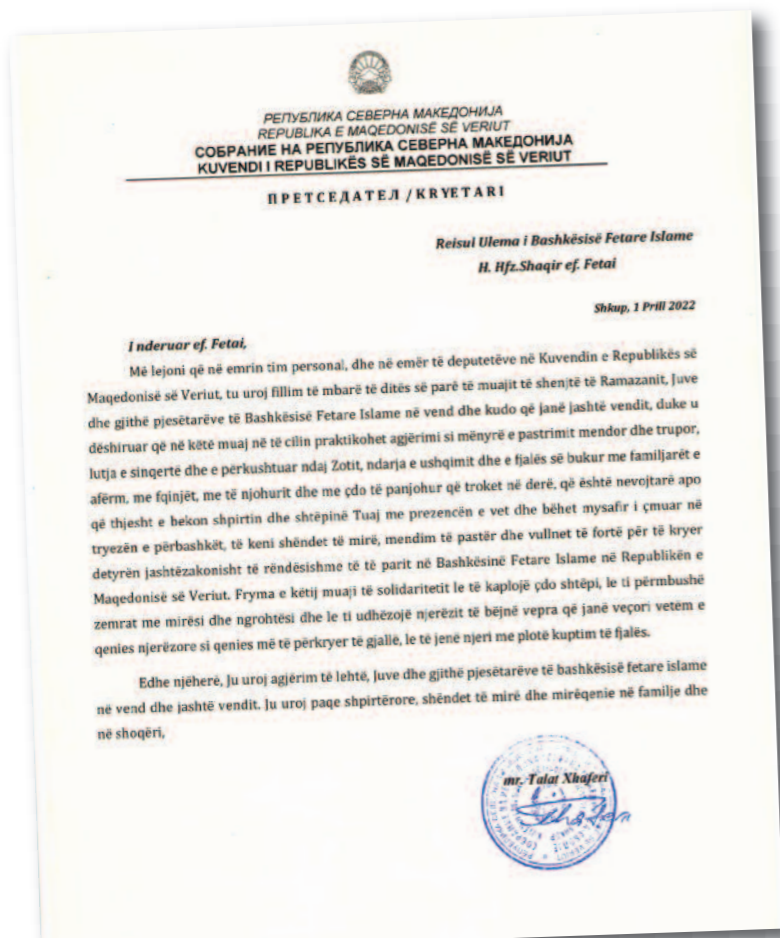 РЕПУБЛИКА СЕВЕРНА МАКЕДОНИЈА
REPUBLIKA E MAQEDONISË SË VERIUT
СОБРАНИЕ НА РЕПУБЛИКА СЕВЕРНА МАКЕДОНИЈА
KUVENDI I REPUBLIKËS SË MAQEDONISË SË VERIUT
ПРЕТСЕДАТЕЛ / KRYETARI
Reisul Ulema i Bashkësisë Fetare Islame
H. Hfz.Shaqir ef. Fetai
Shkup, 1 Prill 2022
I nderuar ef. Fetai,
Më lejoni që në emrin tim personal, dhe në emër të deputetëve në Kuvendin e Republikës së
Maqedonisë së Veriut, tu uroj fillim të mbarë të ditës së parë të muajit të shenjtë të Ramazanit, Juve
dhe gjithë pjesëtarëve të Bashkësisë Fetare Islame në vend dhe kudo që janë jashtë vendit, duke u
dëshiruar që në këtë muaj në të cilin praktikohet agjërimi si mënyrë e pastrimit mendor dhe trupor,
lutja e sinqertë dhe e përkushtuar ndaj Zotit, ndarja e ushqimit dhe e fjalës së bukur me familjarët e
afërm, me fqinjët, me të njohurit dhe me çdo të panjohur që troket në derë, që është nevojtarë apo
që thjesht e bekon shpirtin dhe shtëpinë Tuaj me prezencën e vet dhe bëhet mysafir i çmuar në
tryezën e përbashkët, të keni shëndet të mirë, mendim të pastër dhe vullnet të fortë për të kryer
detyrën jashtëzakonisht të rëndësishme të të parit në Bashkësinë Fetare Islame në Republikën e
Maqedonisë së Veriut. Fryma e këtij muaji të solidaritetit le të kaplojë çdo shtëpi, le ti përmbushë
zemrat me mirësi dhe ngrohtësi dhe le ti udhëzojë njerëzit të bëjnë vepra që janë veçori vetëm e
qenies njerëzore si qenies më të përkryer të gjallë, le të jenë njeri me plotë kuptim të fjalës.
Edhe njëherë, Ju uroj agjërim të lehtë, Juve dhe gjithë pjesëtarëve të bashkësisë fetare islame
në vend dhe jashtë vendit. Ju uroj paqe shpirtërore, shëndet të mirë dhe mirëqenie në familje dhe
në shoqëri,
mr. Talat Xhaferi